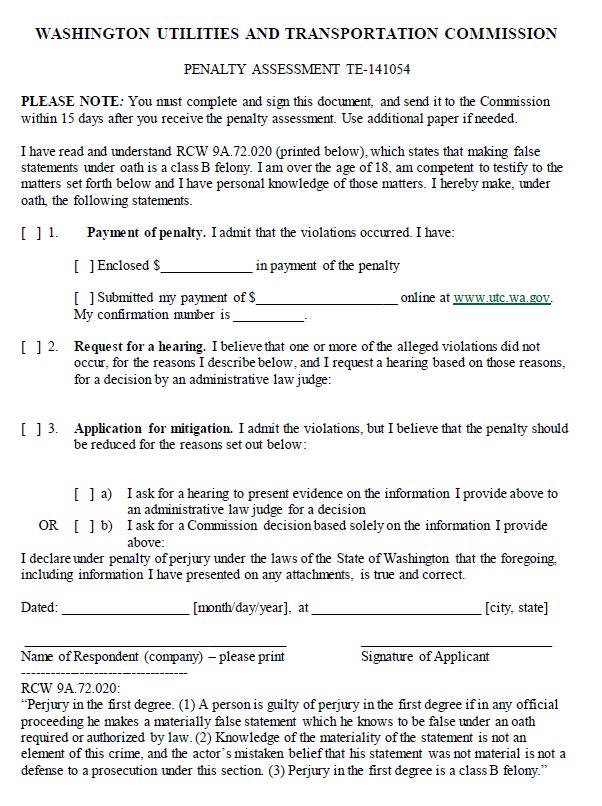 WASHINGTON UTILITIES AND TRANSPORTATION COMMISSION
PENALTY ASSESSMENT TE-141054
PLEASE NOTE: You must complete and sign this document, and send it to the Commission
within 15 days after you receive the penalty assessment. Use additional paper if needed.
I have read and understand RCW 9A.72.020 (printed below), which states that making false
statements under oath is a class B felony. I am over the age of 18, am competent to testify to the
matters set forth below and I have personal knowledge of those matters. I hereby make, under
oath, the following statements.
[ ] 1. Payment of penalty. I admit that the violations occurred. I have:
[ ] Enclosed $_____________ in payment of the penalty
[ ] Submitted my payment of $____________________ online at www.utc.wa.gov.
My confirmation number is __________.
[ ] 2. Request for a hearing. I believe that one or more of the alleged violations did not
occur, for the reasons I describe below, and I request a hearing based on those reasons,
for a decision by an administrative law judge:
[ ] 3. Application for mitigation. I admit the violations, but I believe that the penalty should
be reduced for the reasons set out below:
[ ] a) I ask for a hearing to present evidence on the information I provide above to
an administrative law judge for a decision
OR [ ] b) I ask for a Commission decision based solely on the information I provide
above:
I declare under penalty of perjury under the laws of the State of Washington that the foregoing,
including information I have presented on any attachments, is true and correct.
Dated: __________________ [month/day/year], at ________________________ [city, state]
_____________________________________ ___________________________
Name of Respondent (company) – please print Signature of Applicant
-----------------------------------
RCW 9A.72.020:
“Perjury in the first degree. (1) A person is guilty of perjury in the first degree if in any official
proceeding he makes a materially false statement which he knows to be false under an oath
required or authorized by law. (2) Knowledge of the materiality of the statement is not an
element of this crime, and the actor’s mistaken belief that his statement was not material is not a
defense to a prosecution under this section. (3) Perjury in the first degree is a class B felony.”